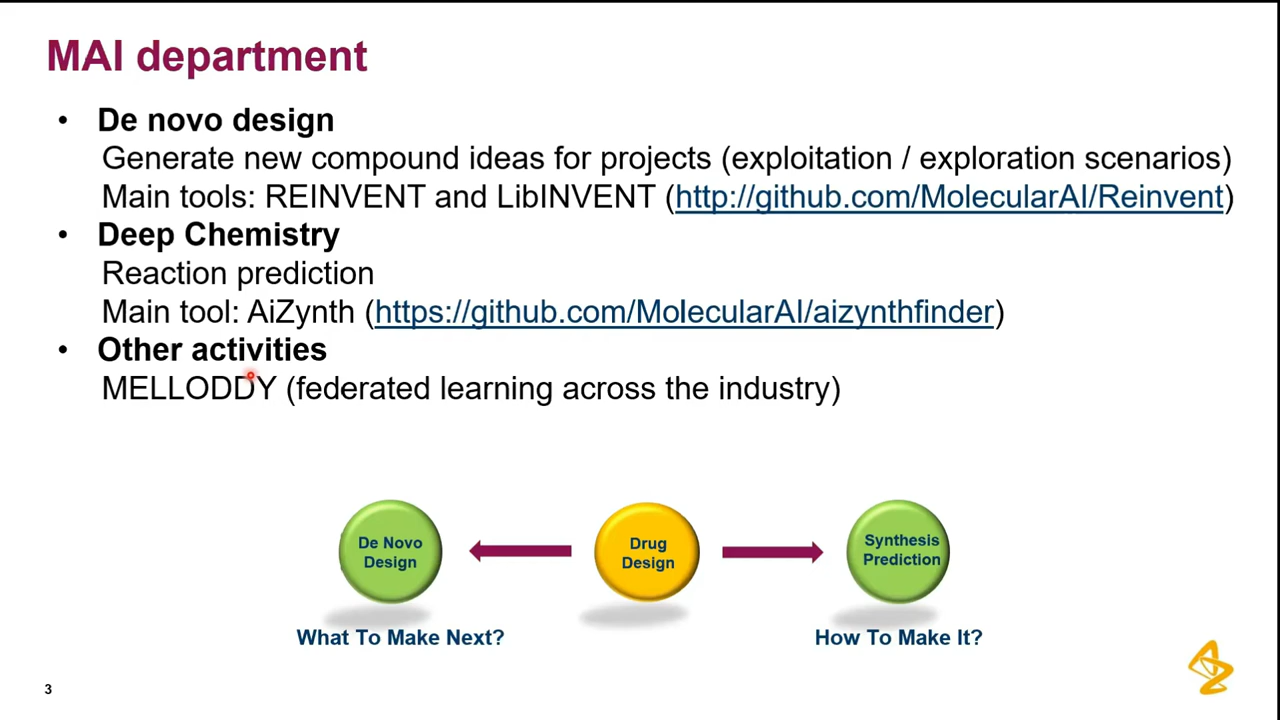 MAI department
• De novo design
Generate new compound ideas for projects (exploitation / exploration scenarios)
Main tools: REINVENT and LibINVENT (http://github.com/MolecularAI/Reinvent)
• Deep Chemistry
Reaction prediction
Main tool: AiZynth (https://github.com/MolecularAI/aizynthfinder)
• Other activities
MELLODDY (federated learning across the industry)
De Novo
Design
Drug
Design
Synthesis
Prediction
What To Make Next?
How To Make It?
3